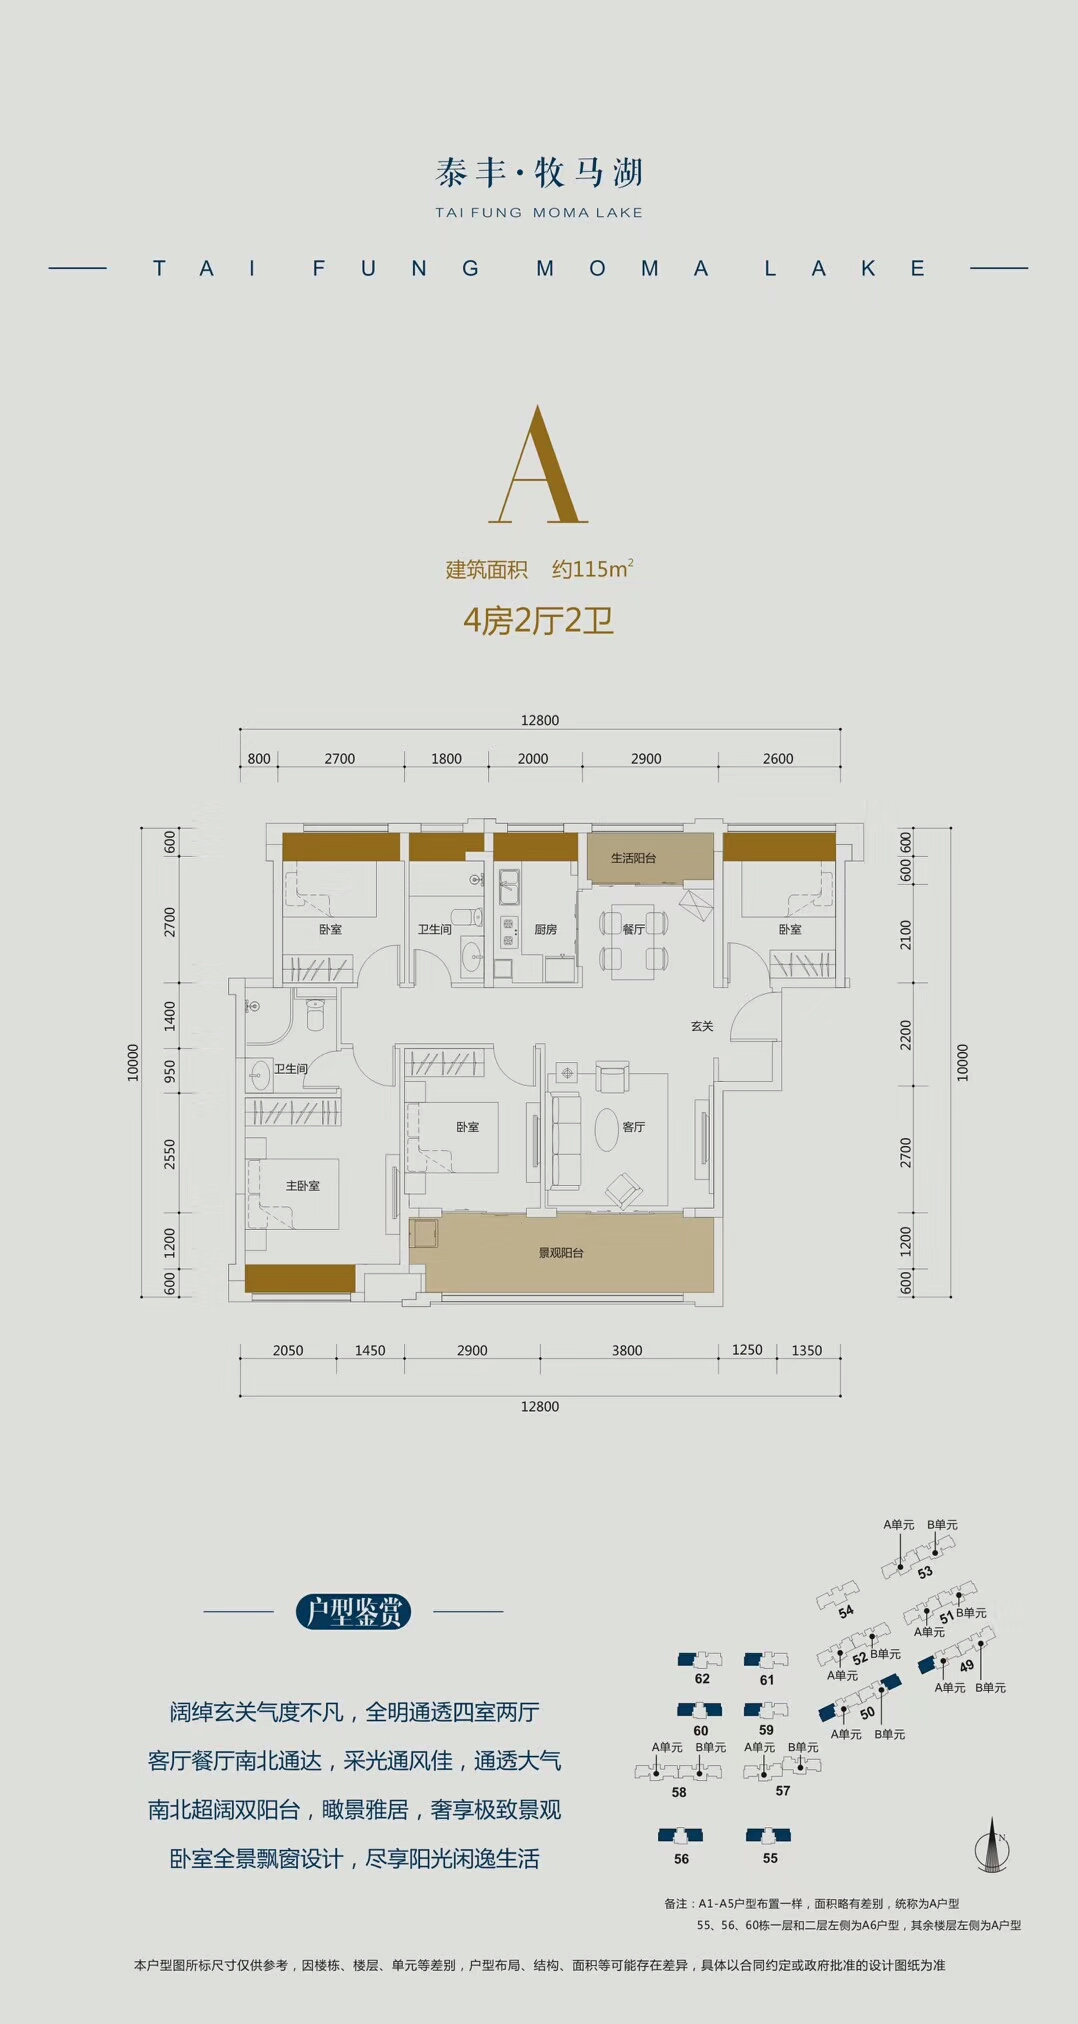 泰丰·牧马湖
TAI FUNG MOMA LAKE
TAI FUNG MOMA LAKE
A
建筑面积 约115m²
4房2厅2卫
12800
800 2700 1800 2000 2900 2600
600 2700 1400 950 2550 1200 600
10000
600 600 2100 2200 2700 1200 600
10000
生活阳台
卧室 卫生间 厨房 餐厅 卧室
玄关
卫生间
卧室 客厅
主卧室
景观阳台
2050 1450 2900 3800 1250 1350
12800
户型鉴赏
阔绰玄关气度不凡，全明通透四室两厅
客厅餐厅南北通达，采光通风佳，通透大气
南北超阔双阳台，瞰景雅居，奢享极致景观
卧室全景飘窗设计，尽享阳光闲逸生活
A单元 B单元
53
54
51 B单元
A单元
52 B单元
A单元
49
A单元 B单元
50
A单元 B单元
62 61
60 59
A单元 B单元 A单元 B单元
58 57
56 55
N
备注：A1-A5户型布置一样，面积略有差别，统称为A户型
55、56、60栋一层和二层左侧为A6户型，其余楼层左侧为A户型
本户型图所标尺寸仅供参考，因楼栋、楼层、单元等差别，户型布局、结构、面积等可能存在差异，具体以合同约定或政府批准的设计图纸为准